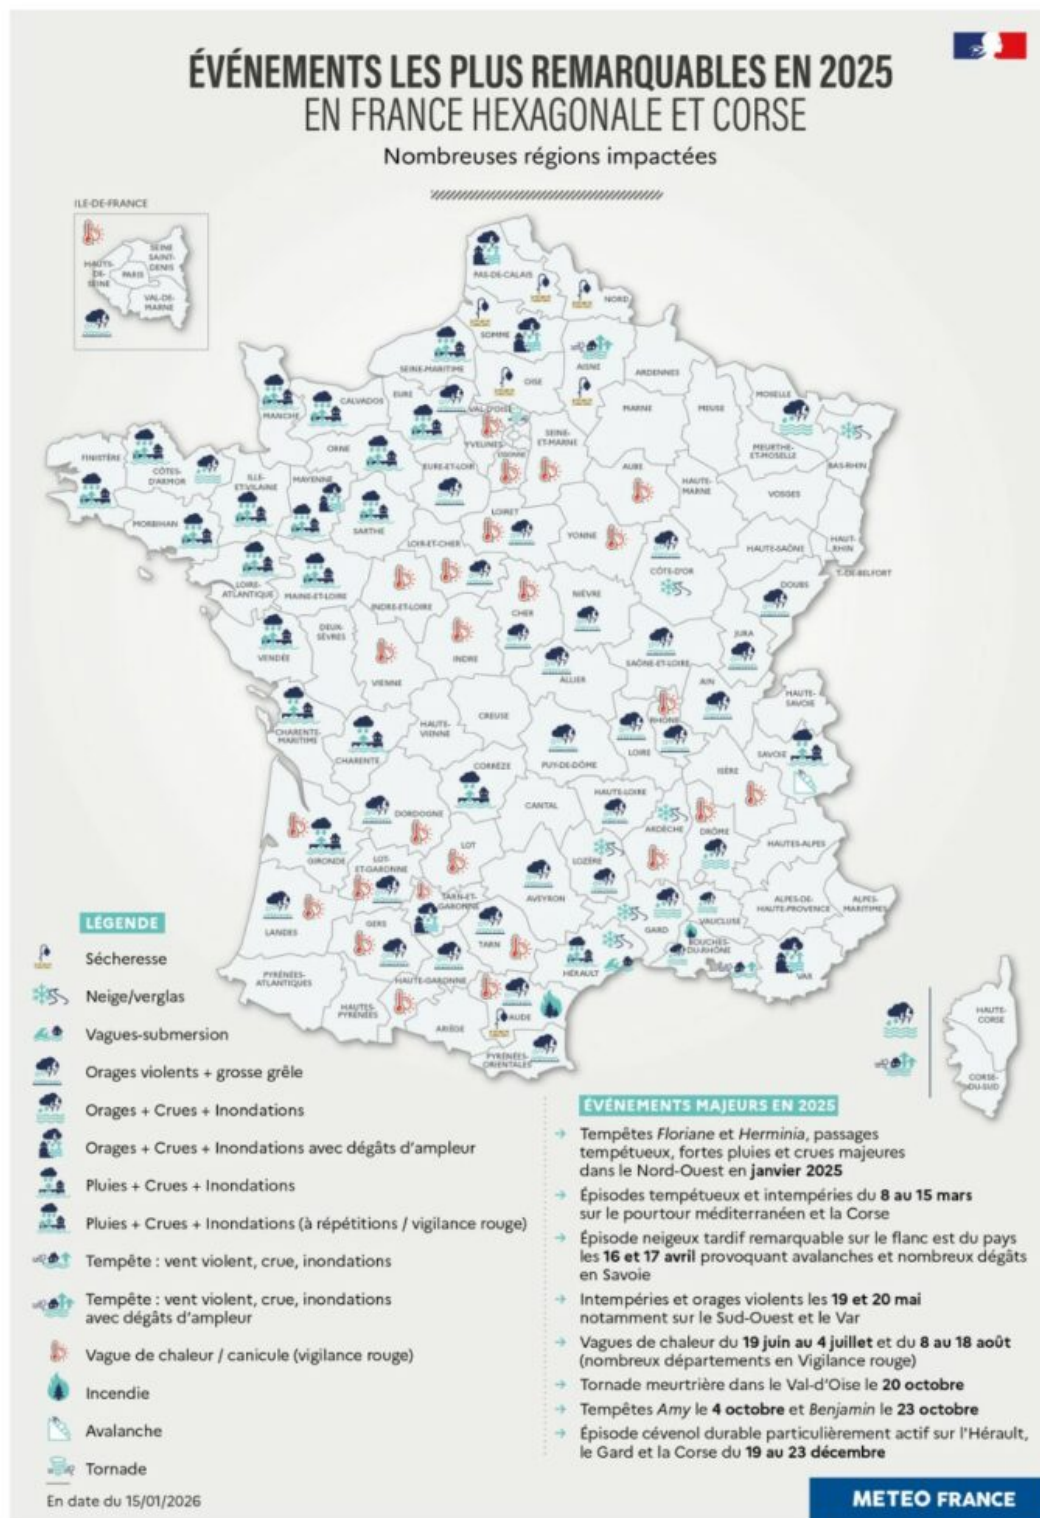 ÉVÉNEMENTS LES PLUS REMARQUABLES EN 2025
EN FRANCE HEXAGONALE ET CORSE
Nombreuses régions impactées
ILE-DE-FRANCE
HAUTS-
DE-
SEINE
PARIS
SEINE
SAINT-
DENIS
VAL-DE-
MARNE
PAS-DE-CALAIS
NORD
SOMME
SEINE-MARITIME
OISE
AISNE
ARDENNES
MANCHE
CALVADOS
EURE
VAL-D'OISE
MARNE
MEUSE
MOSELLE
YVELINES
ESSONNE
SEINE-
ET-MARNE
MEURTHE-
ET-MOSELLE
BAS-RHIN
FINISTÈRE
CÔTES-
D'ARMOR
ILLE-
ET-VILAINE
MAYENNE
ORNE
EURE-ET-LOIR
AUBE
HAUTE-
MARNE
VOSGES
MORBIHAN
SARTHE
LOIRET
LOIR-ET-CHER
YONNE
HAUTE-SAÔNE
HAUT-
RHIN
T-DE-BELFORT
LOIRE-
ATLANTIQUE
MAINE-ET-LOIRE
INDRE-ET-LOIRE
CHER
NIÈVRE
CÔTE-D'OR
DOUBS
VENDÉE
DEUX-
SÈVRES
VIENNE
INDRE
ALLIER
SAÔNE-ET-LOIRE
JURA
AIN
HAUTE-
SAVOIE
CHARENTE-
MARITIME
CHARENTE
HAUTE-
VIENNE
CREUSE
PUY-DE-DÔME
LOIRE
RHÔNE
ISÈRE
SAVOIE
CORRÈZE
CANTAL
HAUTE-LOIRE
ARDÈCHE
DRÔME
HAUTES-ALPES
GIRONDE
DORDOGNE
LOT-
ET-GARONNE
LOT
AVEYRON
LOZÈRE
LANDES
GERS
TARN-ET-
GARONNE
TARN
GARD
VAUCLUSE
ALPES-DE-
HAUTE-PROVENCE
ALPES-
MARITIMES
PYRÉNÉES-
ATLANTIQUES
HAUTES-
PYRÉNÉES
HAUTE-GARONNE
ARIÈGE
AUDE
HÉRAULT
BOUCHES-
DU-RHÔNE
VAR
PYRÉNÉES-
ORIENTALES
HAUTE-
CORSE
CORSE-
DU-SUD
LÉGENDE
Sécheresse
Neige/verglas
Vagues-submersion
Orages violents + grosse grêle
Orages + Crues + Inondations
Orages + Crues + Inondations avec dégâts d'ampleur
Pluies + Crues + Inondations
Pluies + Crues + Inondations (à répétitions / vigilance rouge)
Tempête : vent violent, crue, inondations
Tempête : vent violent, crue, inondations
avec dégâts d'ampleur
Vague de chaleur / canicule (vigilance rouge)
Incendie
Avalanche
Tornade
En date du 15/01/2026
ÉVÉNEMENTS MAJEURS EN 2025
→ Tempêtes Floriane et Herminia, passages
tempétueux, fortes pluies et crues majeures
dans le Nord-Ouest en janvier 2025
→ Épisodes tempétueux et intempéries du 8 au 15 mars
sur le pourtour méditerranéen et la Corse
→ Épisode neigeux tardif remarquable sur le flanc est du pays
les 16 et 17 avril provoquant avalanches et nombreux dégâts
en Savoie
→ Intempéries et orages violents les 19 et 20 mai
notamment sur le Sud-Ouest et le Var
→ Vagues de chaleur du 19 juin au 4 juillet et du 8 au 18 août
(nombreux départements en Vigilance rouge)
→ Tornade meurtrière dans le Val-d'Oise le 20 octobre
→ Tempêtes Amy le 4 octobre et Benjamin le 23 octobre
→ Épisode cévenol durable particulièrement actif sur l'Hérault,
le Gard et la Corse du 19 au 23 décembre
METEO FRANCE